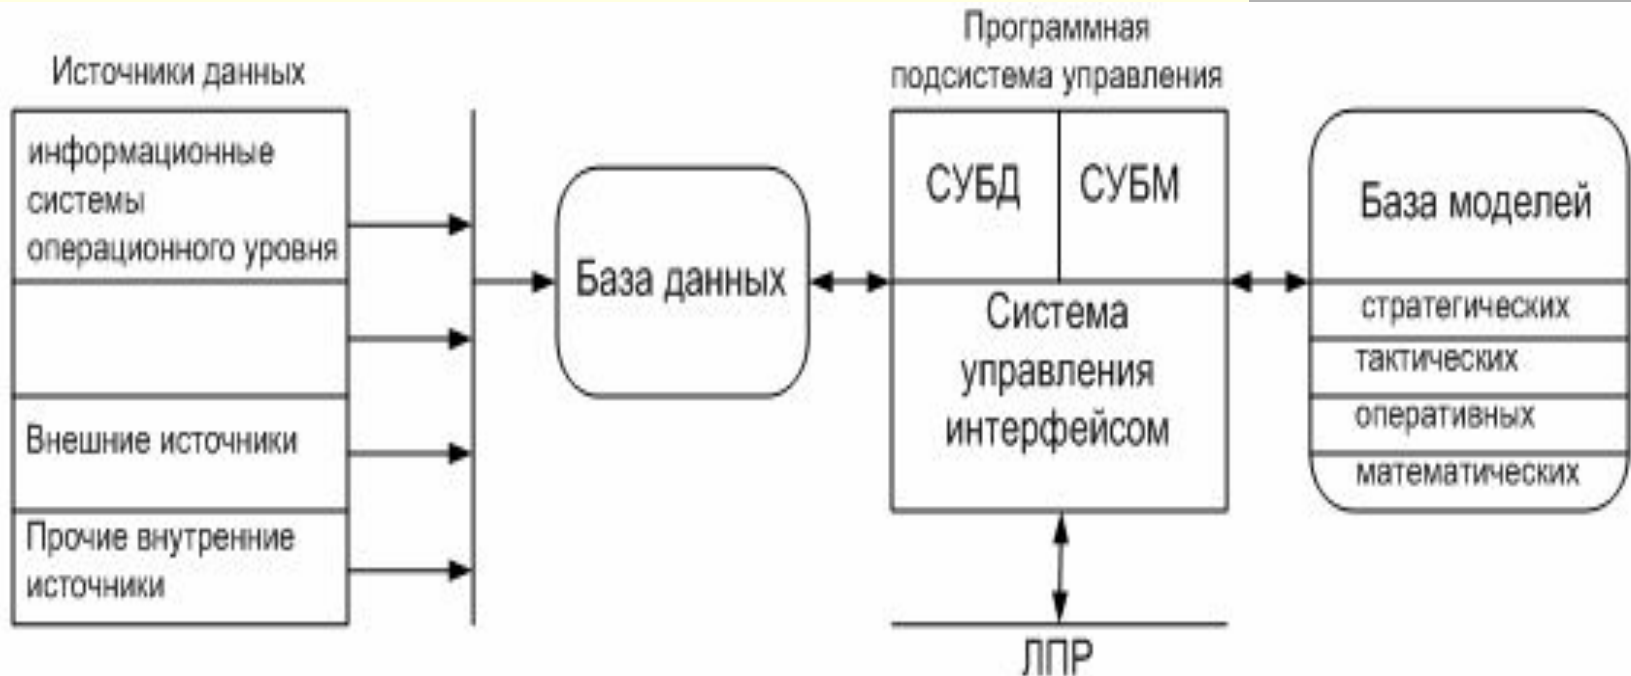 Источники данных
информационные
системы
операционного уровня
Внешние источники
Прочие внутренние
источники
База данных
Программная
подсистема управления
СУБД
СУБМ
Система
управления
интерфейсом
ЛПР
База моделей
стратегических
тактических
оперативных
математических